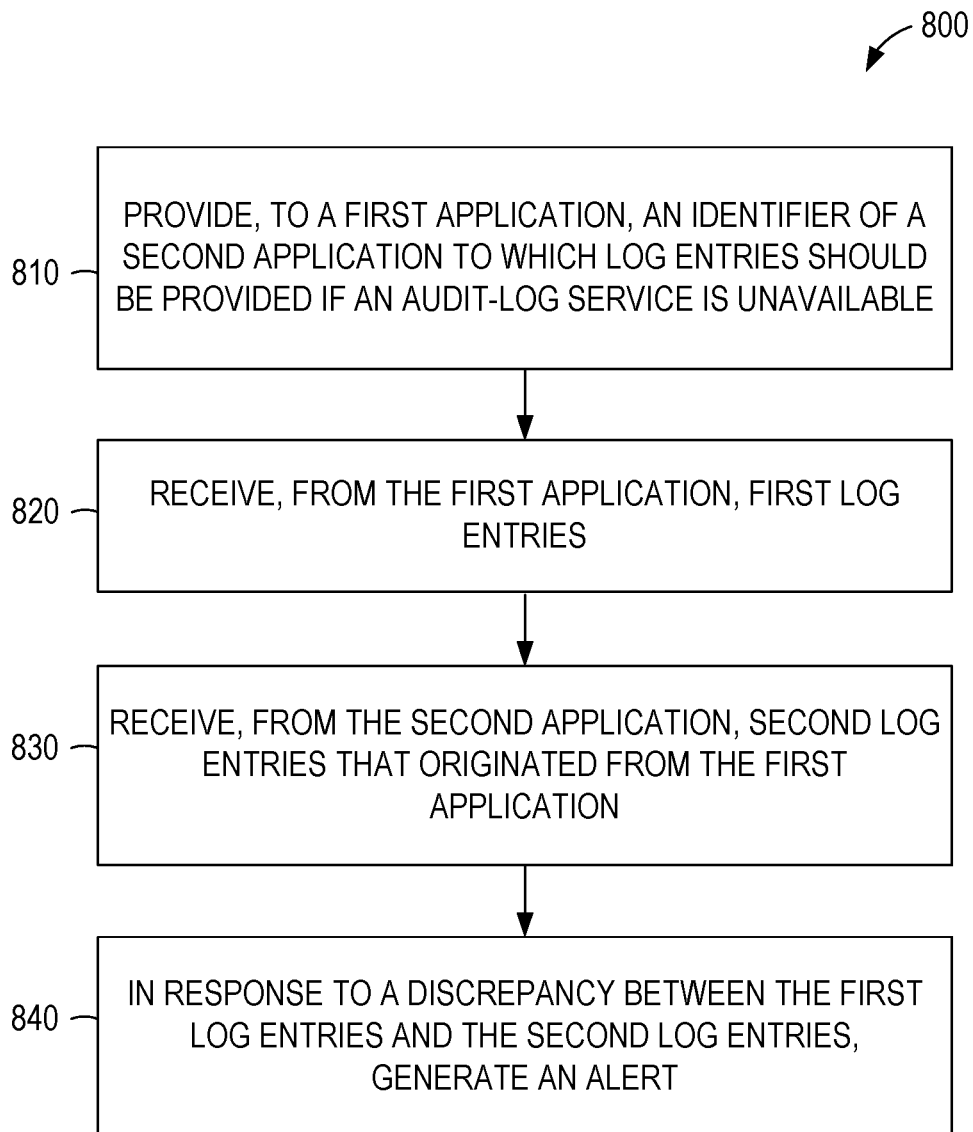 800
PROVIDE, TO A FIRST APPLICATION, AN IDENTIFIER OF A
SECOND APPLICATION TO WHICH LOG ENTRIES SHOULD
BE PROVIDED IF AN AUDIT-LOG SERVICE IS UNAVAILABLE
810
RECEIVE, FROM THE FIRST APPLICATION, FIRST LOG
ENTRIES
820
RECEIVE, FROM THE SECOND APPLICATION, SECOND LOG
ENTRIES THAT ORIGINATED FROM THE FIRST
APPLICATION
830
IN RESPONSE TO A DISCREPANCY BETWEEN THE FIRST
LOG ENTRIES AND THE SECOND LOG ENTRIES,
GENERATE AN ALERT
840